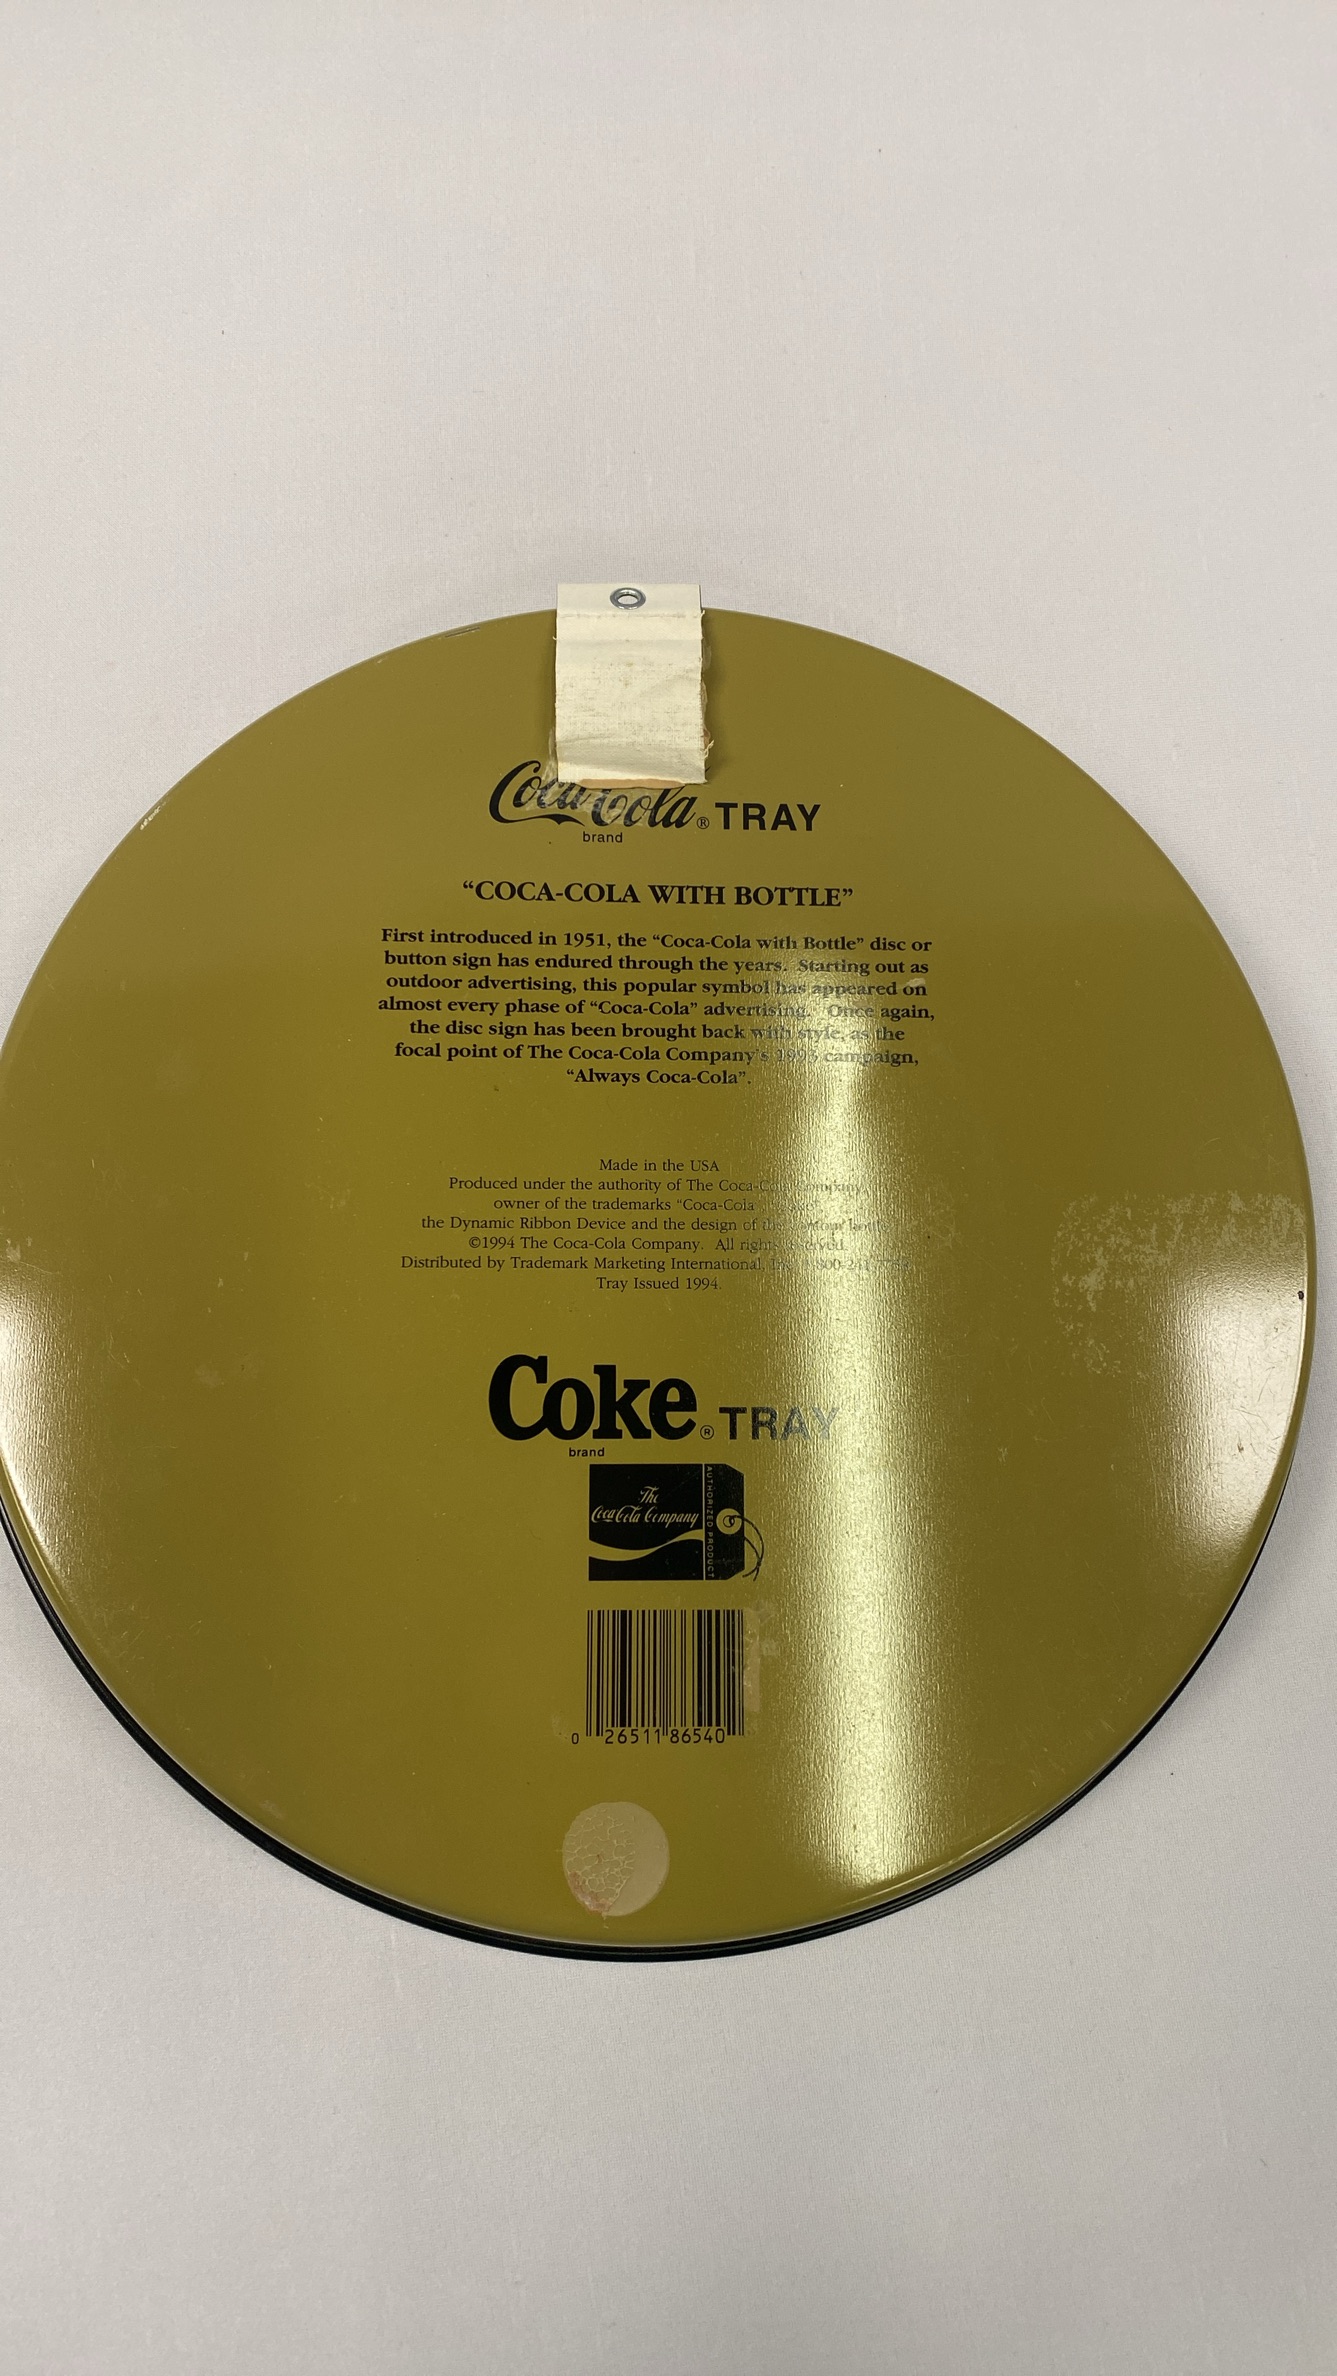 Coca-Cola® TRAY
brand
“COCA-COLA WITH BOTTLE”
First introduced in 1951, the “Coca-Cola with Bottle” disc or
button sign has endured through the years. Starting out as
outdoor advertising, this popular symbol has appeared on
almost every phase of “Coca-Cola” advertising. Once again,
the disc sign has been brought back with style, as the
focal point of The Coca-Cola Company's 1993 campaign,
“Always Coca-Cola”.
Made in the USA
Produced under the authority of The Coca-Cola Company,
owner of the trademarks “Coca-Cola
the Dynamic Ribbon Device and the design of the contour
©1994 The Coca-Cola Company. All rights reserved.
Distributed by Trademark Marketing International,
Tray Issued 1994.
Coke® TRAY
brand
The
Coca-Cola Company
AUTHORIZED PRODUCT
0 26511 86540